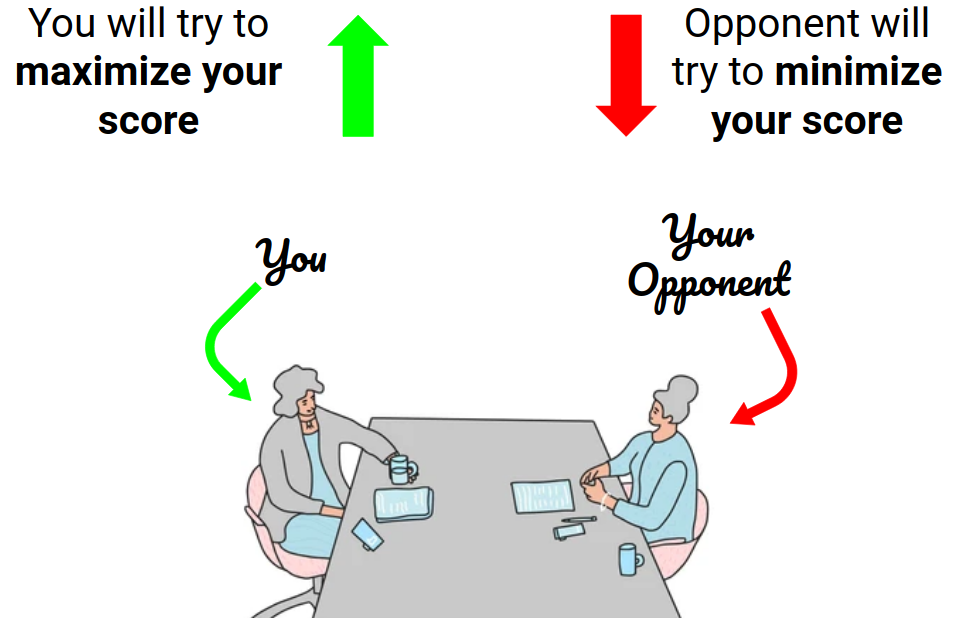 You will try to
maximize your
score
Opponent will
try to minimize
your score
You
Your
Opponent